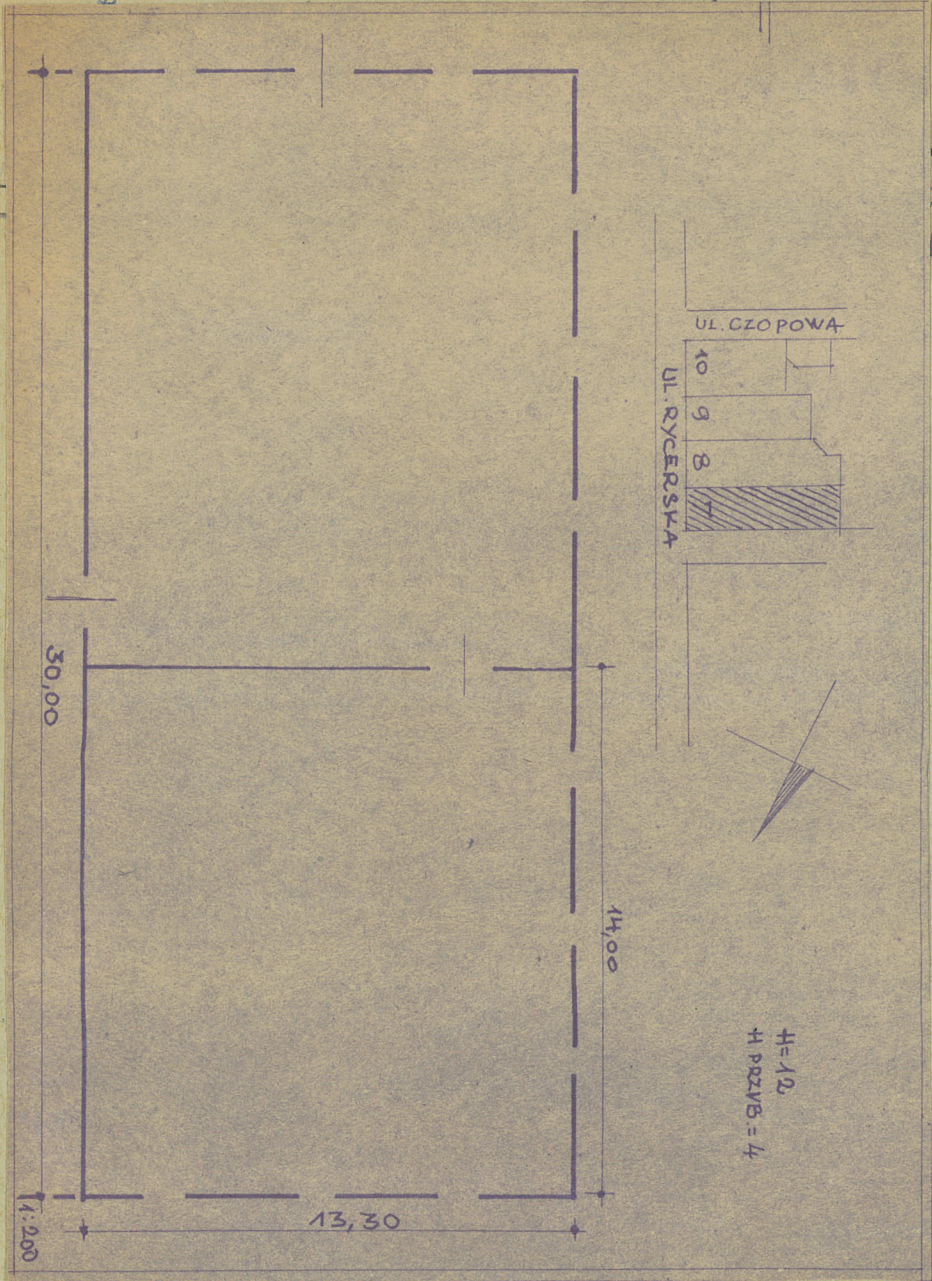 UL. CZOPOWA
10
9
8
7
UL. RYCERSKA
14,00
30,00
13,30
H=12
H PRZYB.=4
1:200